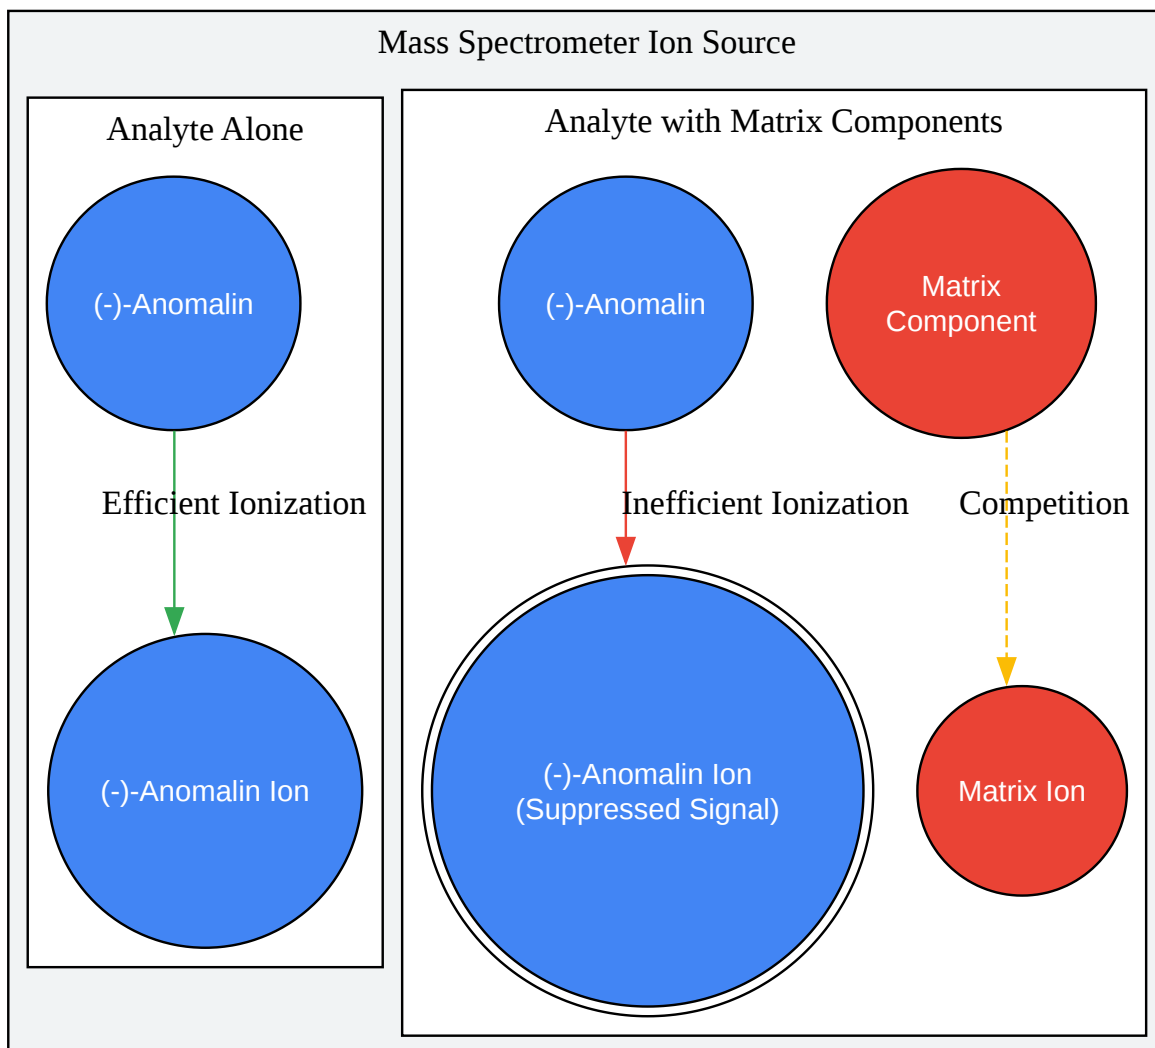 Mass Spectrometer Ion Source
Analyte Alone
(-)-Anomalin
Efficient Ionization
(-)-Anomalin Ion
Analyte with Matrix Components
(-)-Anomalin
Matrix
Component
Inefficient Ionization
Competition
(-)-Anomalin Ion
(Suppressed Signal)
Matrix Ion